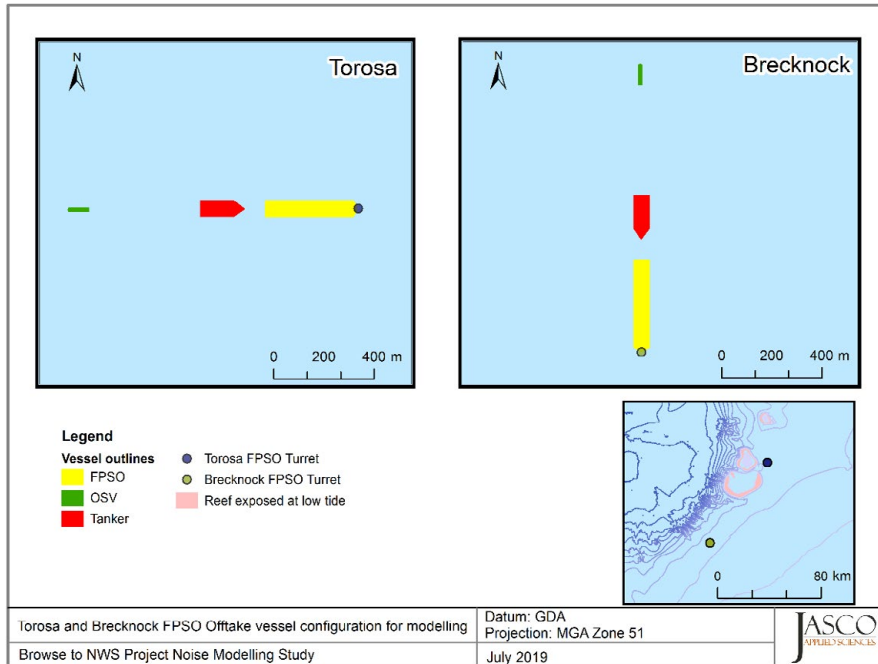 N
Torosa
0 200 400 m
N
Brecknock
0 200 400 m
Legend
Vessel outlines
FPSO
OSV
Tanker
Torosa FPSO Turret
Brecknock FPSO Turret
Reef exposed at low tide
0 80 km
Torosa and Brecknock FPSO Offtake vessel configuration for modelling
Datum: GDA
Projection: MGA Zone 51
Browse to NWS Project Noise Modelling Study
July 2019
JASCO
APPLIED SCIENCES